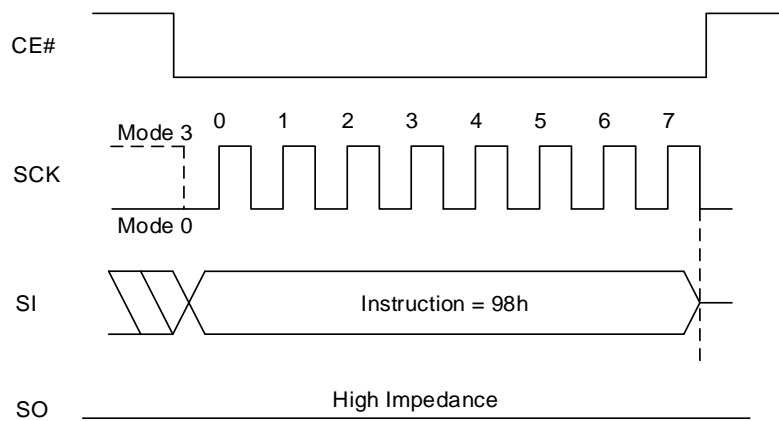 CE#
Mode 3
0 1 2 3 4 5 6 7
SCK
Mode 0
SI
Instruction = 98h
SO
High Impedance